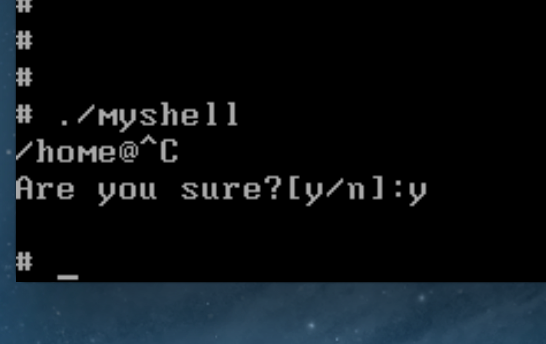 #
#
#
# ./myshell
/home@^C
Are you sure?[y/n]:y
# _